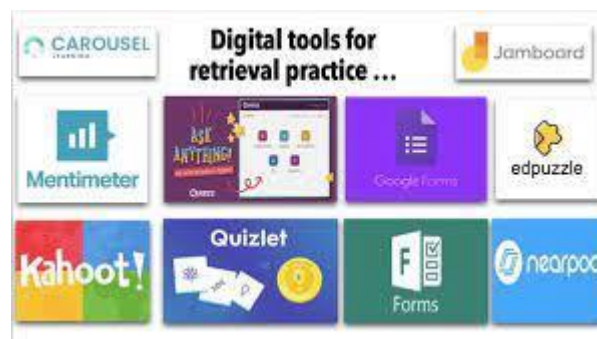 CAROUSEL
LEARNING
Digital tools for
retrieval practice ...
Jamboard
Mentimeter
ASK
ANYTHING!
Quizizz
Google Forms
edpuzzle
Kahoot!
Quizlet
F
Forms
nearpod